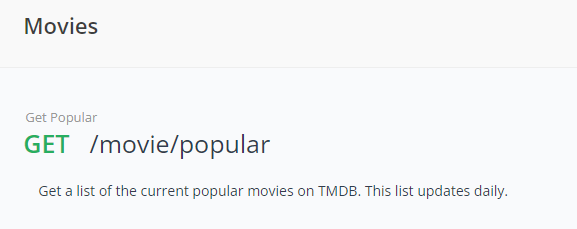 Movies
Get Popular
GET /movie/popular
Get a list of the current popular movies on TMDB. This list updates daily.